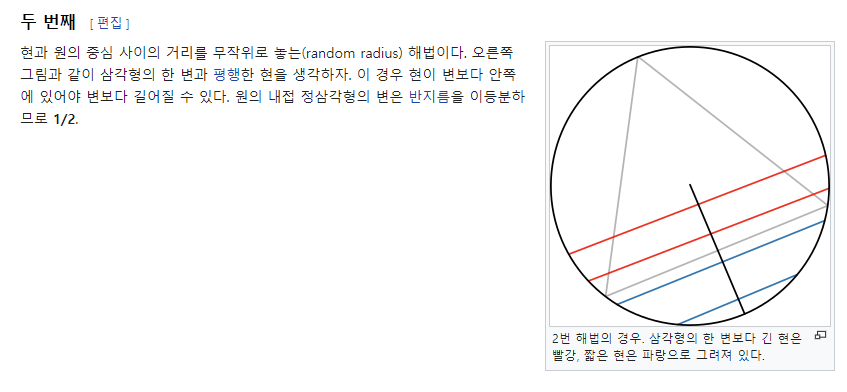 두 번째 [ 편집 ]
현과 원의 중심 사이의 거리를 무작위로 놓는(random radius) 해법이다. 오른쪽
그림과 같이 삼각형의 한 변과 평행한 현을 생각하자. 이 경우 현이 변보다 안쪽
에 있어야 변보다 길어질 수 있다. 원의 내접 정삼각형의 변은 반지름을 이등분하
므로 1/2.
2번 해법의 경우. 삼각형의 한 변보다 긴 현은
빨강, 짧은 현은 파랑으로 그려져 있다.